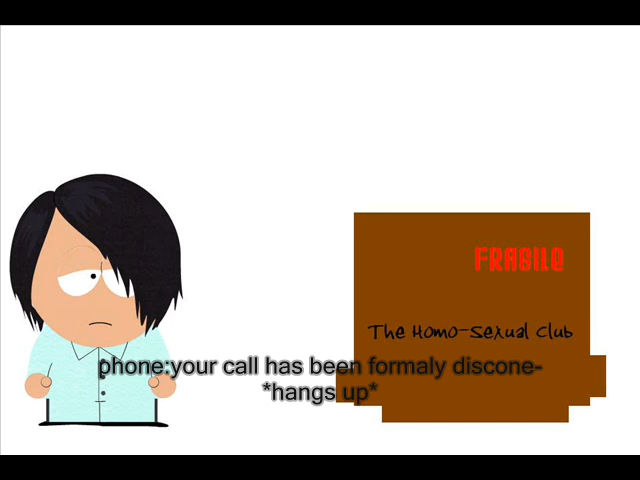 FRAGILE
The Homo-Sexual Club
phone:your call has been formaly discone-
*hangs up*